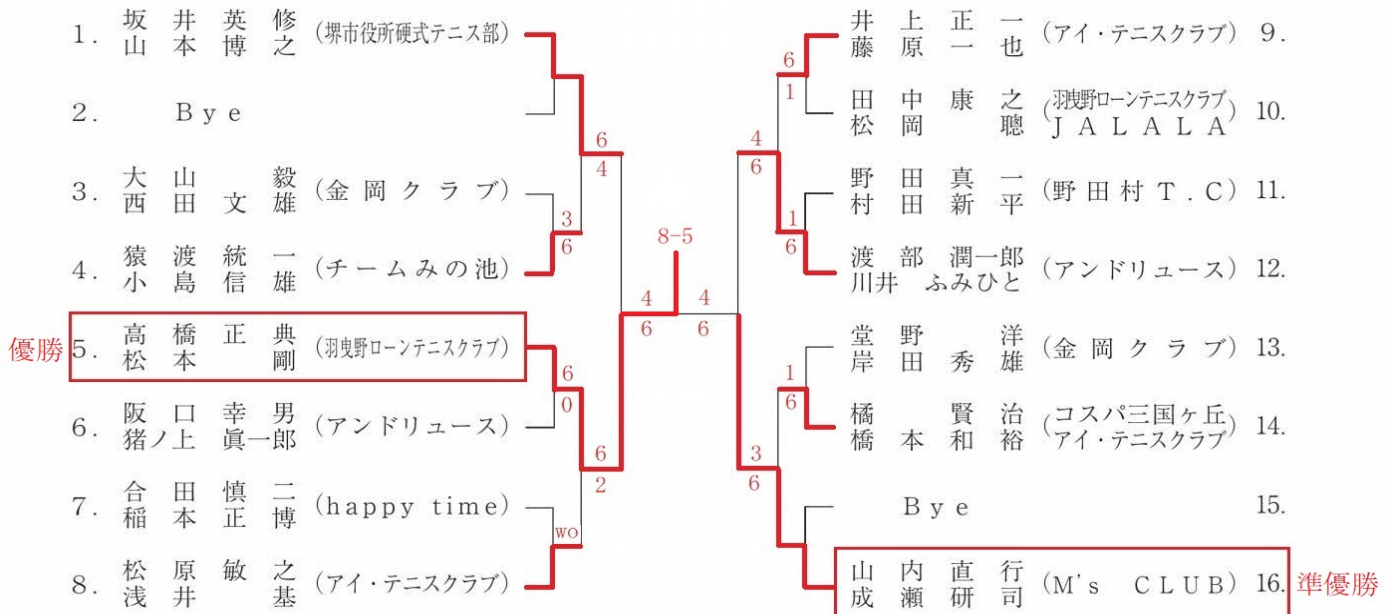 1. 坂井英修 (堺市役所硬式テニス部)
山本博之
2. Bye
3. 大山毅 (金岡クラブ)
西田文雄
4. 猿渡統一 (チームみの池)
小島信雄
優勝 5. 高橋正典 (羽曳野ローンテニスクラブ)
松本剛
6. 阪口幸男 (アンドリュース)
猪ノ上眞一郎
7. 合田慎二 (happy time)
稲本正博
8. 松原敏之 (アイ・テニスクラブ)
浅井基
6
4
3
6
6
0
6
2
wo
4
6
8-5
4
6
6
1
4
6
1
6
1
6
3
6
井上正一 (アイ・テニスクラブ) 9.
藤原一也
田中康之 (羽曳野ローンテニスクラブ 10.
松岡聰 JALALA)
野田真一 (野田村T.C) 11.
村田新平
渡部潤一郎 (アンドリュース) 12.
川井ふみひと
堂野洋 (金岡クラブ) 13.
岸田秀雄
橘賢治 (コスパ三国ヶ丘 14.
橋本和裕 アイ・テニスクラブ)
Bye 15.
山内直行 (M's CLUB) 16. 準優勝
成瀬研司